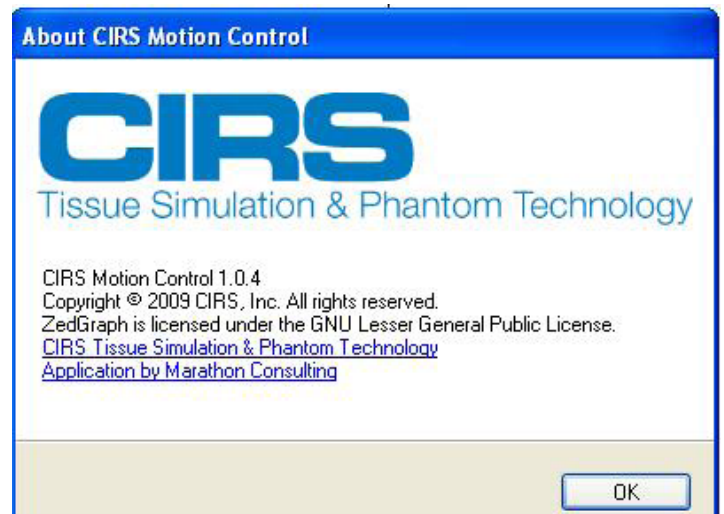 About CIRS Motion Control
CIRS
Tissue Simulation & Phantom Technology
CIRS Motion Control 1.0.4
Copyright © 2009 CIRS, Inc. All rights reserved.
ZedGraph is licensed under the GNU Lesser General Public License.
CIRS Tissue Simulation & Phantom Technology
Application by Marathon Consulting
OK